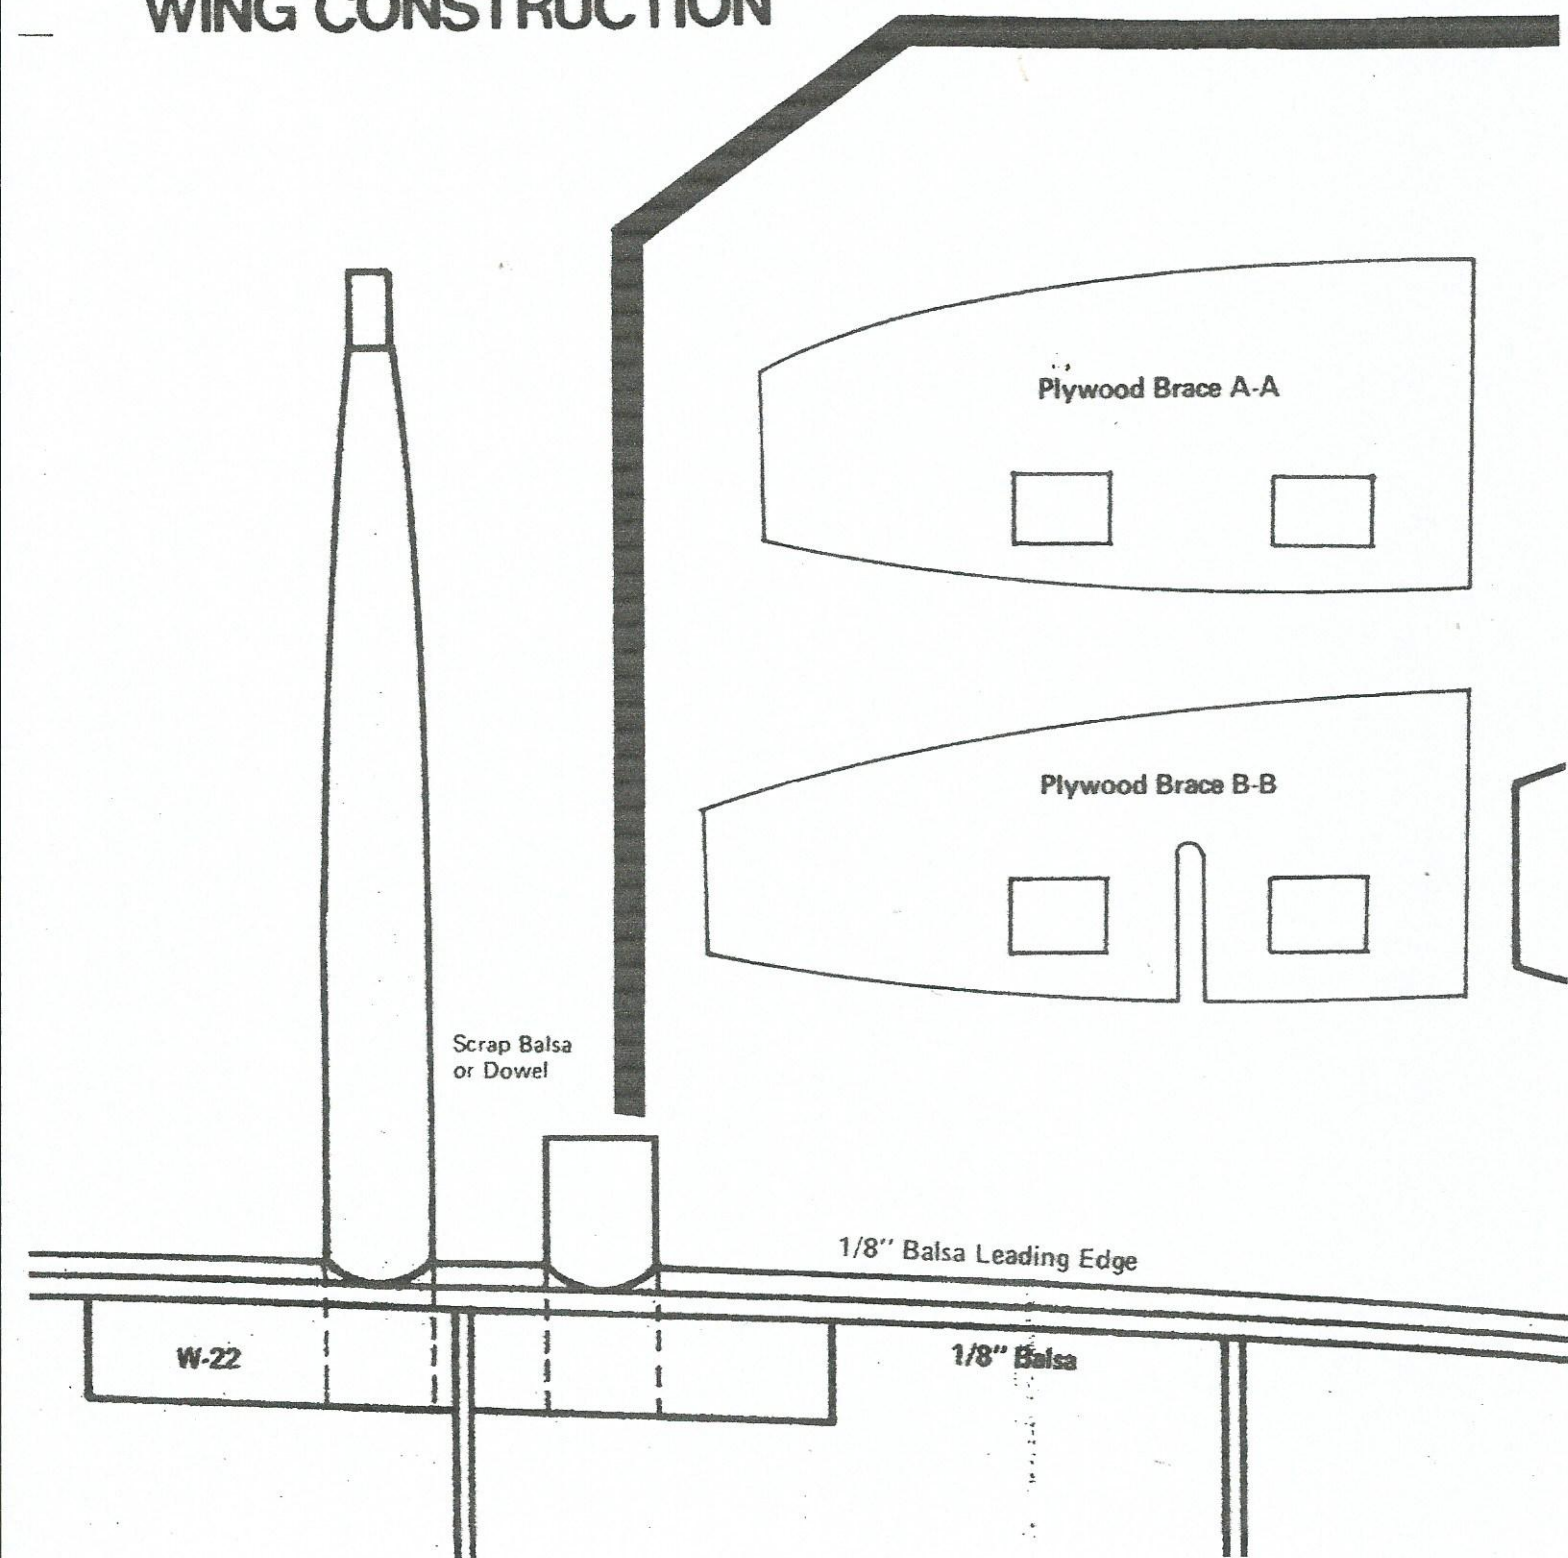 WING CONSTRUCTION
Plywood Brace A-A
Plywood Brace B-B
Scrap Balsa
or Dowel
1/8" Balsa Leading Edge
W-22
1/8" Balsa